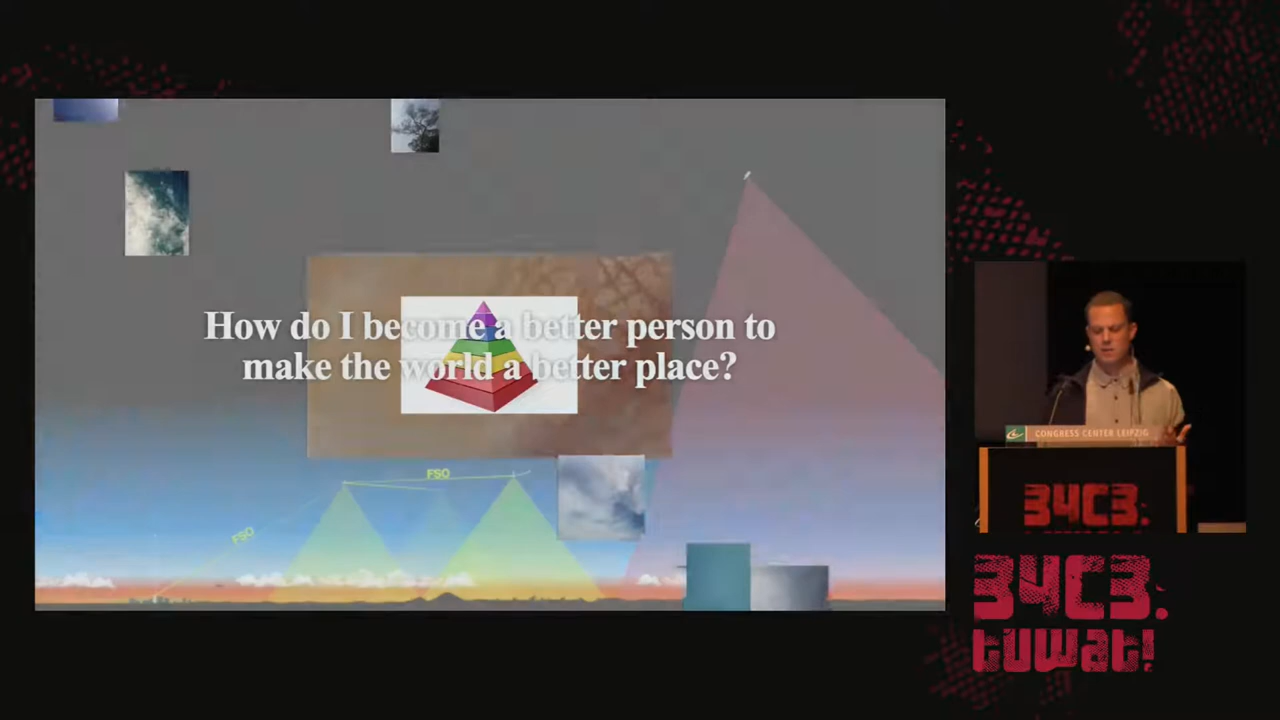 How do I become a better person to
make the world a better place?
FSO
FSO
CONGRESS CENTER LEIPZIG
34C3.
34C3.
tuwat!